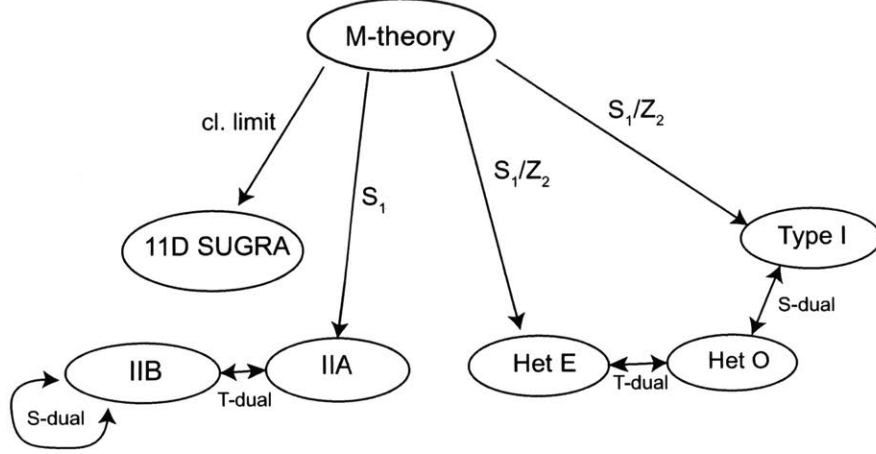 M-theory
cl. limit
S₁
S₁/Z₂
S₁/Z₂
11D SUGRA
Type I
S-dual
IIB
T-dual
IIA
Het E
T-dual
Het O
S-dual